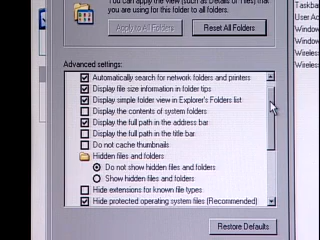 You can apply the view (such as Details or Tiles) that
you are using for this folder to all folders.
Apply to All Folders
Reset All Folders
Advanced settings:
Automatically search for network folders and printers
Display file size information in folder tips
Display simple folder view in Explorer's Folders list
Display the contents of system folders
Display the full path in the address bar
Display the full path in the title bar
Do not cache thumbnails
Hidden files and folders
Do not show hidden files and folders
Show hidden files and folders
Hide extensions for known file types
Hide protected operating system files (Recommended)
Restore Defaults
Taskba
User Ac
Window
Window
Wireles
Wireless